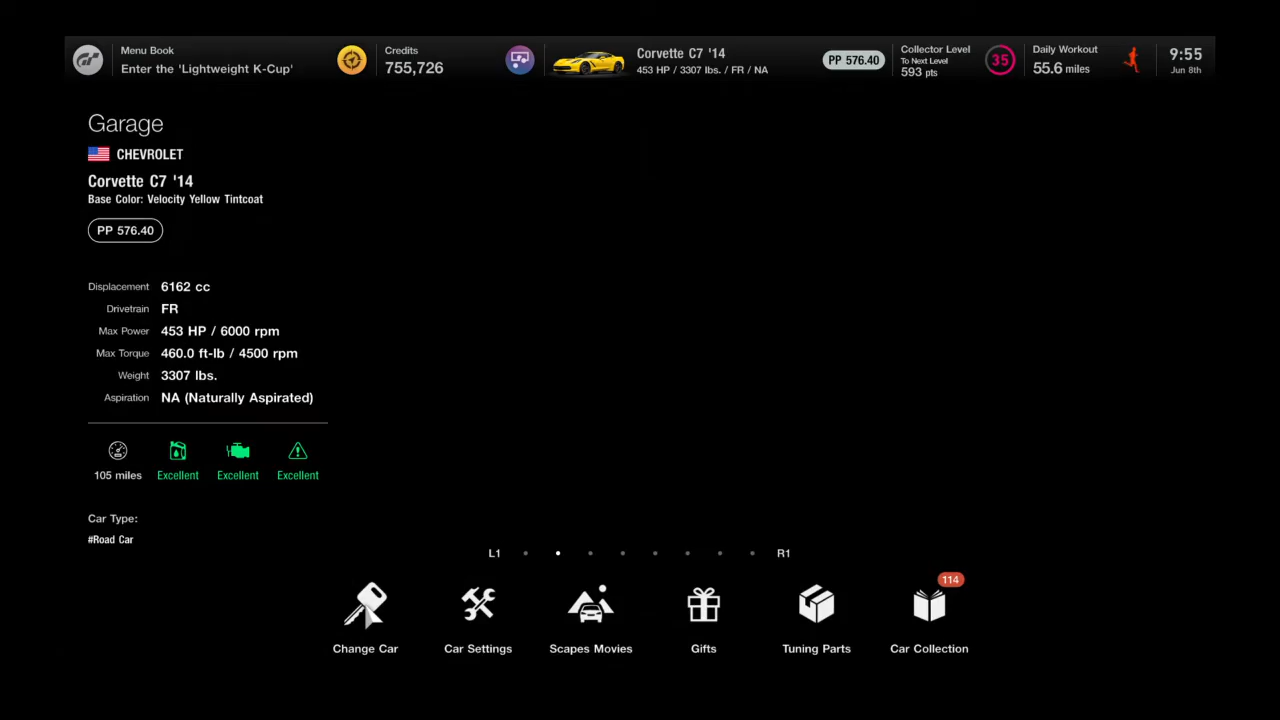 Menu Book
Enter the 'Lightweight K-Cup'
Credits
755,726
Corvette C7 '14
453 HP / 3307 lbs. / FR / NA
PP 576.40
Collector Level
To Next Level
593 pts
35
Daily Workout
55.6 miles
9:55
Jun 8th
Garage
CHEVROLET
Corvette C7 '14
Base Color: Velocity Yellow Tintcoat
PP 576.40
Displacement 6162 cc
Drivetrain FR
Max Power 453 HP / 6000 rpm
Max Torque 460.0 ft-lb / 4500 rpm
Weight 3307 lbs.
Aspiration NA (Naturally Aspirated)
105 miles Excellent Excellent Excellent
Car Type:
#Road Car
L1 R1
114
Change Car Car Settings Scapes Movies Gifts Tuning Parts Car Collection